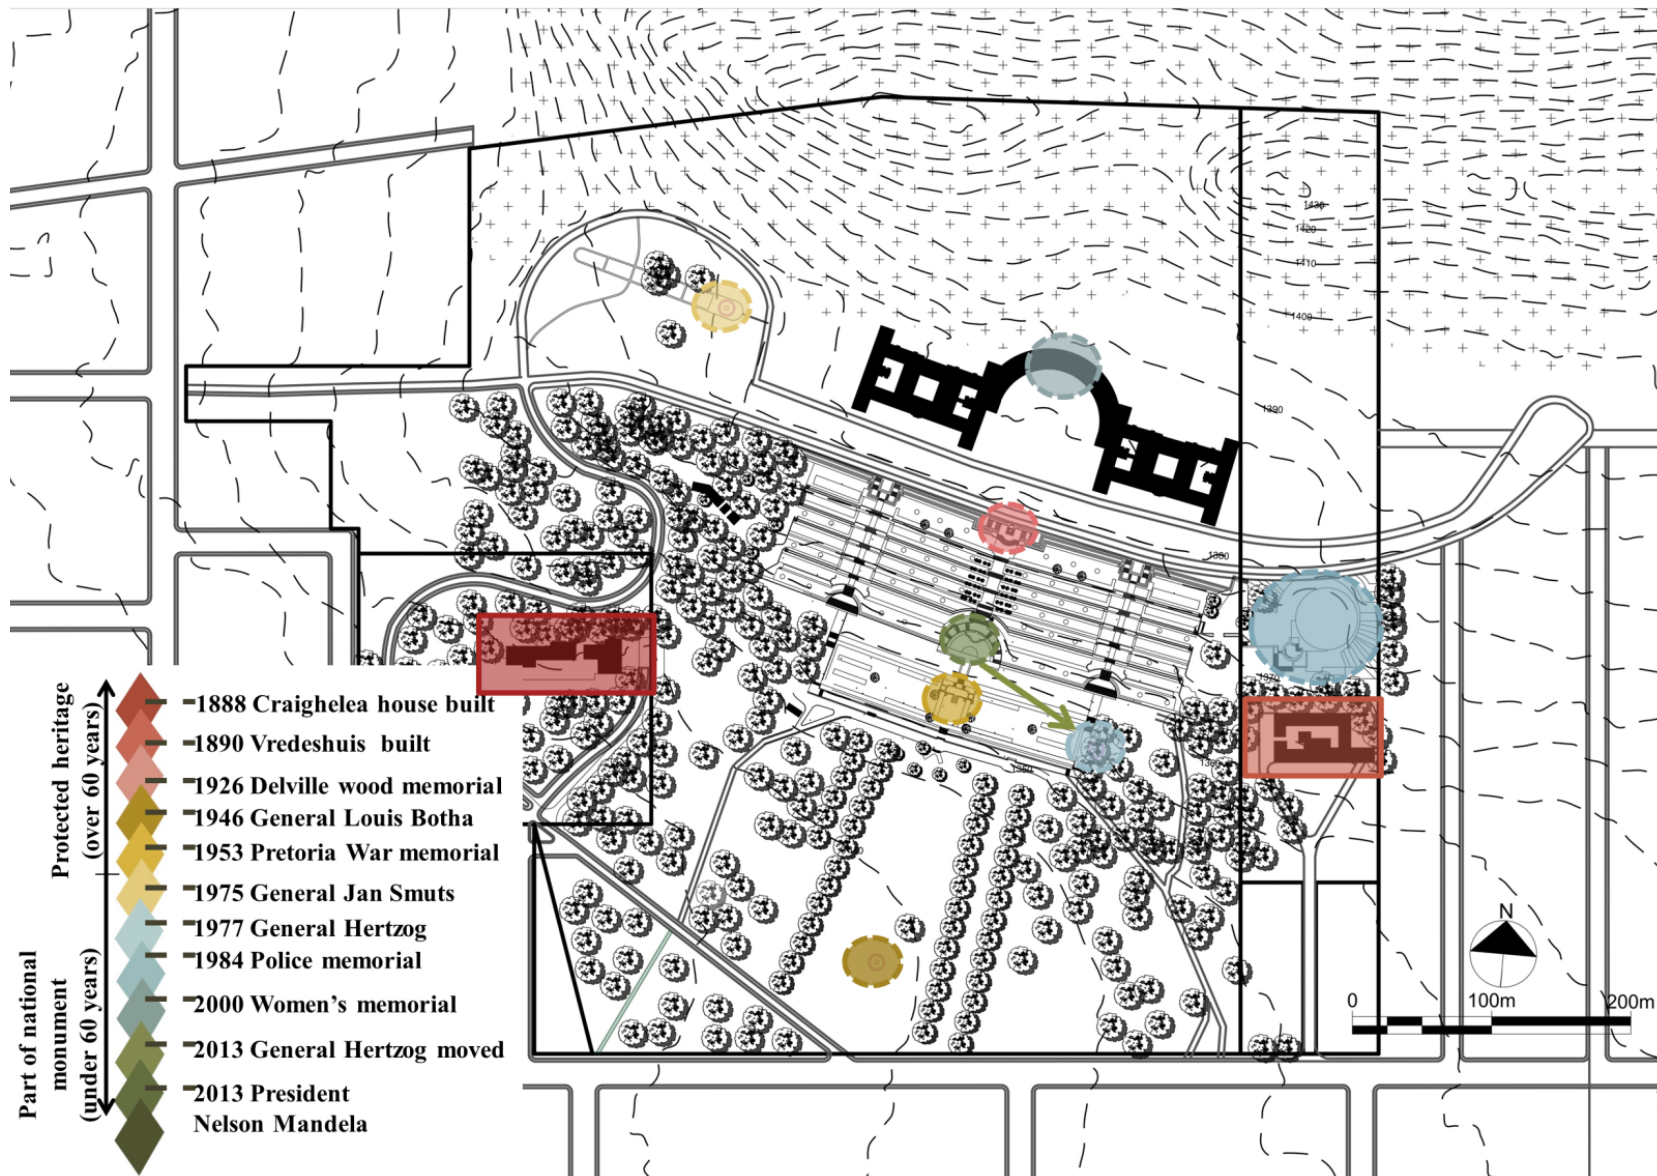 1430
1420
1410
1400
1390
1380
1370
1360
1360
Protected heritage
(over 60 years)
Part of national
monument
(under 60 years)
1888 Craighelea house built
1890 Vredeshuis built
1926 Delville wood memorial
1946 General Louis Botha
1953 Pretoria War memorial
1975 General Jan Smuts
1977 General Hertzog
1984 Police memorial
2000 Women's memorial
2013 General Hertzog moved
2013 President
Nelson Mandela
N
0 100m 200m